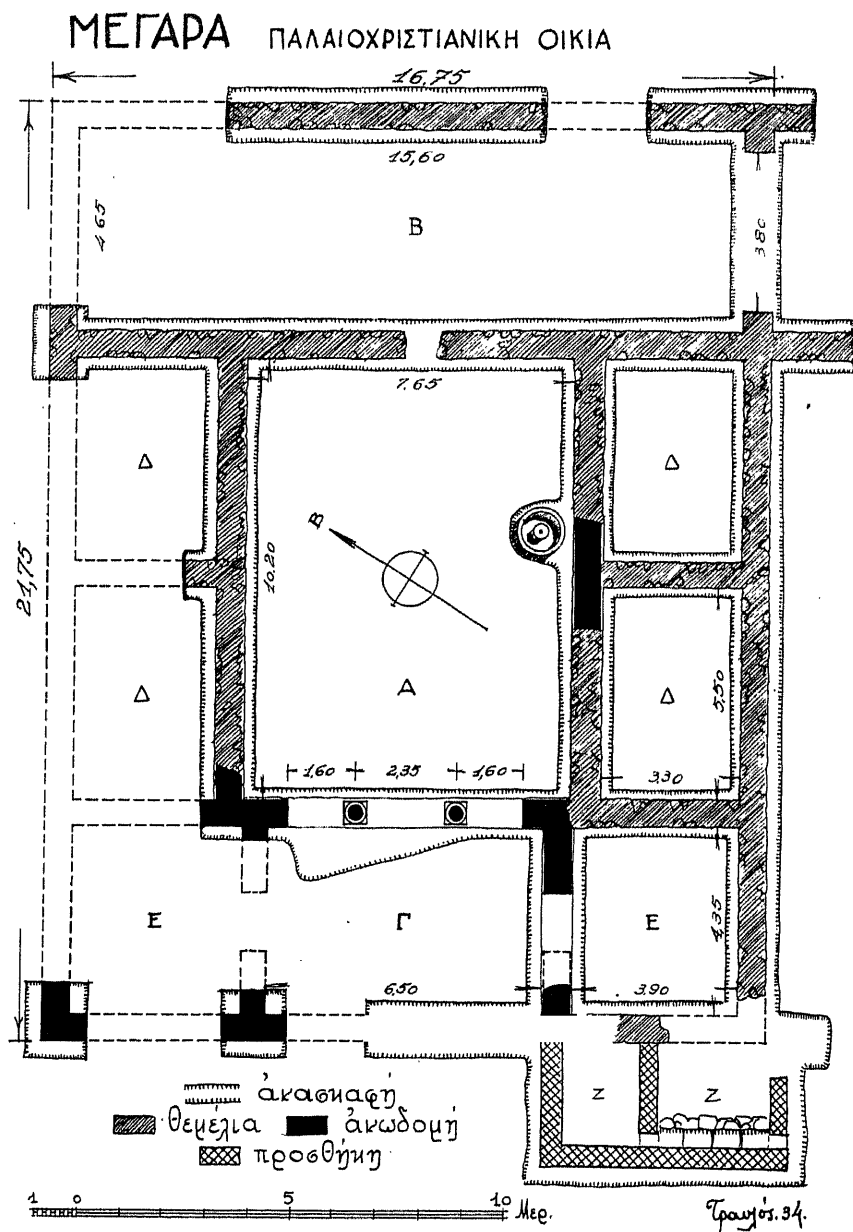 ΜΕΓΑΡΑ ΠΑΛΑΙΟΧΡΙΣΤΙΑΝΙΚΗ ΟΙΚΙΑ
16,75
15,60
4 65
Β
3 80
7.65
Δ
Δ
Β
10.20
21,75
Δ
Α
Δ
5,50
1,60 2,35 1,60
3.30
Ε
Γ
Ε
4,35
6,50
3.90
Ζ
Ζ
ἀνασκαφή
θεμέλια ἀνωδομή
προσθήκη
1 0 5 10 Μερ.
Τραυλός. 34.